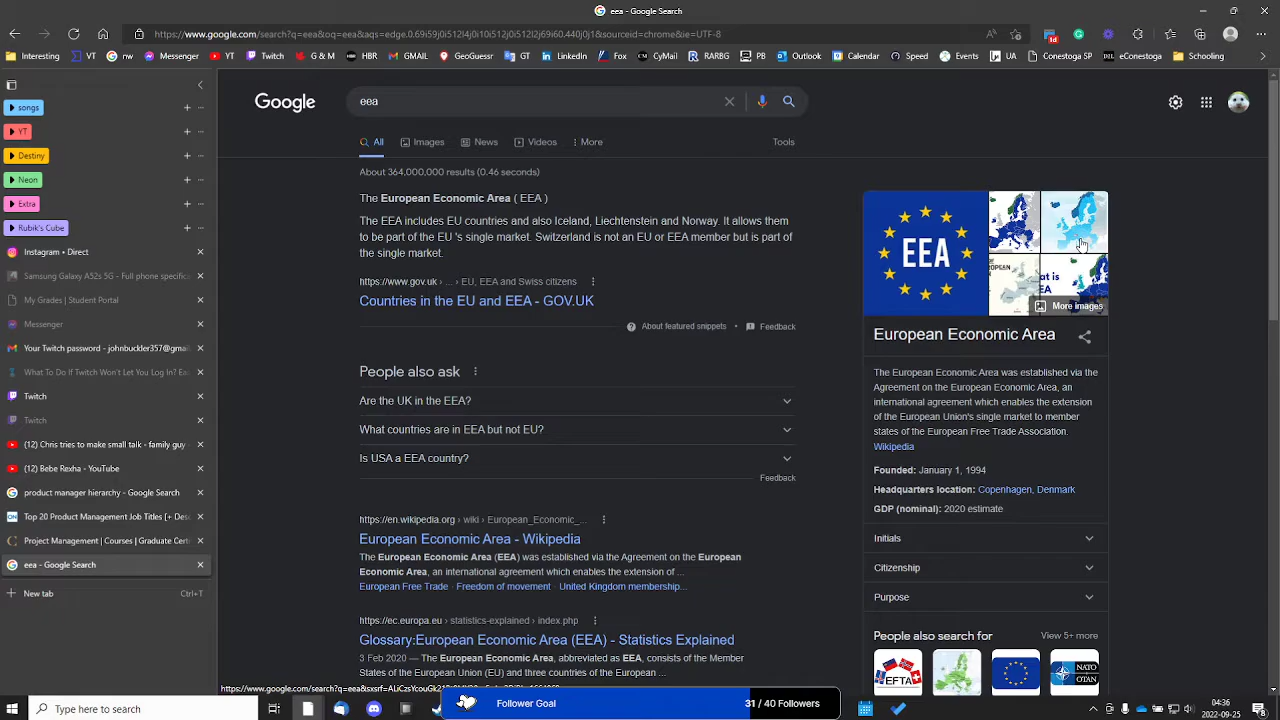 eea - Google Search
https://www.google.com/search?q=eea&oq=eea&aqs=edge.0.69i59j0i512l4j0i10i512j0i512l2j69i60.440j0j1&sourceid=chrome&ie=UTF-8
Interesting VT nw Messenger YT Twitch G & M HBR GMAIL GeoGuessr GT LinkedIn Fox CyMail RARBG PB Outlook Calendar Speed Events UA Conestoga SP eConestoga Schooling
songs
YT
Destiny
Neon
Extra
Rubik's Cube
Instagram • Direct
Samsung Galaxy A52s 5G - Full phone specific
My Grades | Student Portal
Messenger
Your Twitch password - johnbuckler357@gmai
What To Do If Twitch Won't Let You Log In? Ea
Twitch
Twitch
(12) Chris tries to make small talk - family guy
(12) Bebe Rexha - YouTube
product manager hierarchy - Google Search
Top 20 Product Management Job Titles [+ Des
Project Management | Courses | Graduate Certi
eea - Google Search
New tab Ctrl+T
Google
eea
All Images News Videos More Tools
About 364,000,000 results (0.46 seconds)
The European Economic Area ( EEA )
The EEA includes EU countries and also Iceland, Liechtenstein and Norway. It allows them
to be part of the EU 's single market. Switzerland is not an EU or EEA member but is part of
the single market.
https://www.gov.uk › ... › EU, EEA and Swiss citizens
Countries in the EU and EEA - GOV.UK
About featured snippets • Feedback
People also ask
Are the UK in the EEA?
What countries are in EEA but not EU?
Is USA a EEA country?
Feedback
https://en.wikipedia.org › wiki › European_Economic_...
European Economic Area - Wikipedia
The European Economic Area (EEA) was established via the Agreement on the European
Economic Area, an international agreement which enables the extension of ...
European Free Trade · Freedom of movement · United Kingdom membership...
https://ec.europa.eu › statistics-explained › index.php
Glossary:European Economic Area (EEA) - Statistics Explained
3 Feb 2020 — The European Economic Area, abbreviated as EEA, consists of the Member
States of the European Union (EU) and three countries of the European ...
EEA
More images
European Economic Area
The European Economic Area was established via the
Agreement on the European Economic Area, an
international agreement which enables the extension of
the European Union's single market to member
states of the European Free Trade Association.
Wikipedia
Founded: January 1, 1994
Headquarters location: Copenhagen, Denmark
GDP (nominal): 2020 estimate
Initials
Citizenship
Purpose
People also search for View 5+ more
EFTA
NATO
OTAN
Type here to search
Follower Goal 31 / 40 Followers
04:36
2022-09-25